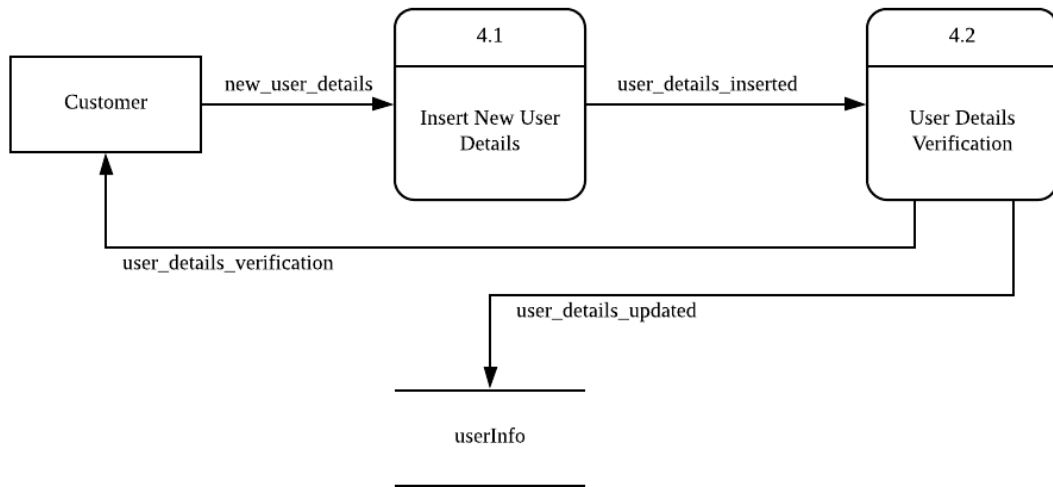 4.1
4.2
Customer
new_user_details
user_details_inserted
Insert New User
Details
User Details
Verification
user_details_verification
user_details_updated
userInfo